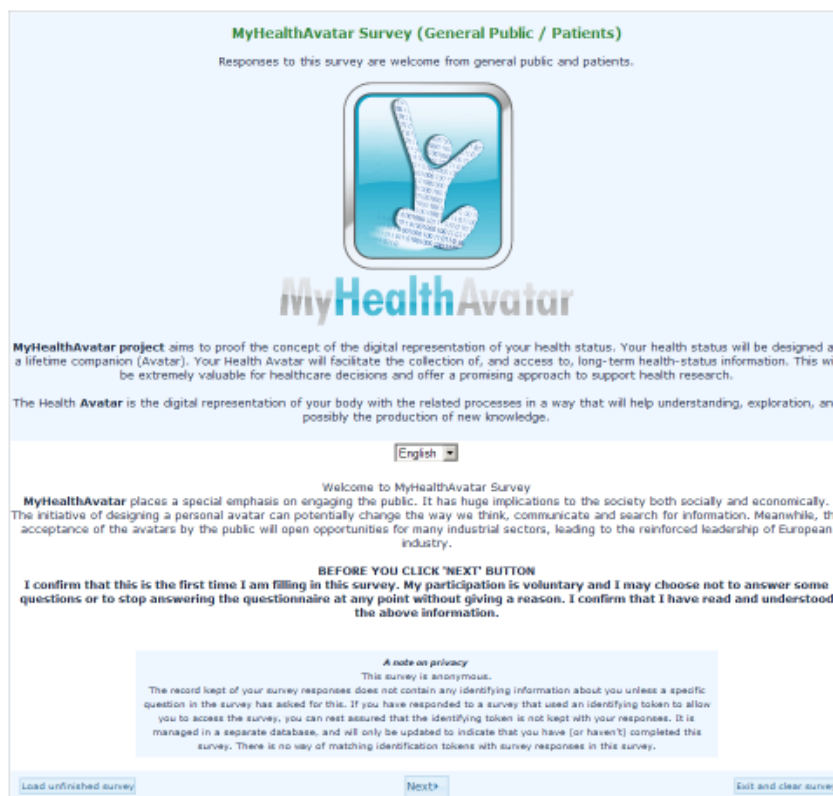 MyHealthAvatar Survey (General Public / Patients)
Responses to this survey are welcome from general public and patients.
MyHealthAvatar
MyHealthAvatar project aims to proof the concept of the digital representation of your health status. Your health status will be designed a
a lifetime companion (Avatar). Your Health Avatar will facilitate the collection of, and access to, long-term health-status information. This wi
be extremely valuable for healthcare decisions and offer a promising approach to support health research.
The Health Avatar is the digital representation of your body with the related processes in a way that will help understanding, exploration, an
possibly the production of new knowledge.
English
Welcome to MyHealthAvatar Survey
MyHealthAvatar places a special emphasis on engaging the public. It has huge implications to the society both socially and economically.
The initiative of designing a personal avatar can potentially change the way we think, communicate and search for information. Meanwhile, th
acceptance of the avatars by the public will open opportunities for many industrial sectors, leading to the reinforced leadership of European
industry.
BEFORE YOU CLICK 'NEXT' BUTTON
I confirm that this is the first time I am filling in this survey. My participation is voluntary and I may choose not to answer some
questions or to stop answering the questionnaire at any point without giving a reason. I confirm that I have read and understood
the above information.
A note on privacy
This survey is anonymous.
The record kept of your survey responses does not contain any identifying information about you unless a specific
question in the survey has asked for this. If you have responded to a survey that used an identifying token to allow
you to access the survey, you can rest assured that the identifying token is not kept with your responses. It is
managed in a separate database, and will only be updated to indicate that you have (or haven't) completed this
survey. There is no way of matching identification tokens with survey responses in this survey.
Load unfinished survey
Next
Exit and clear survey